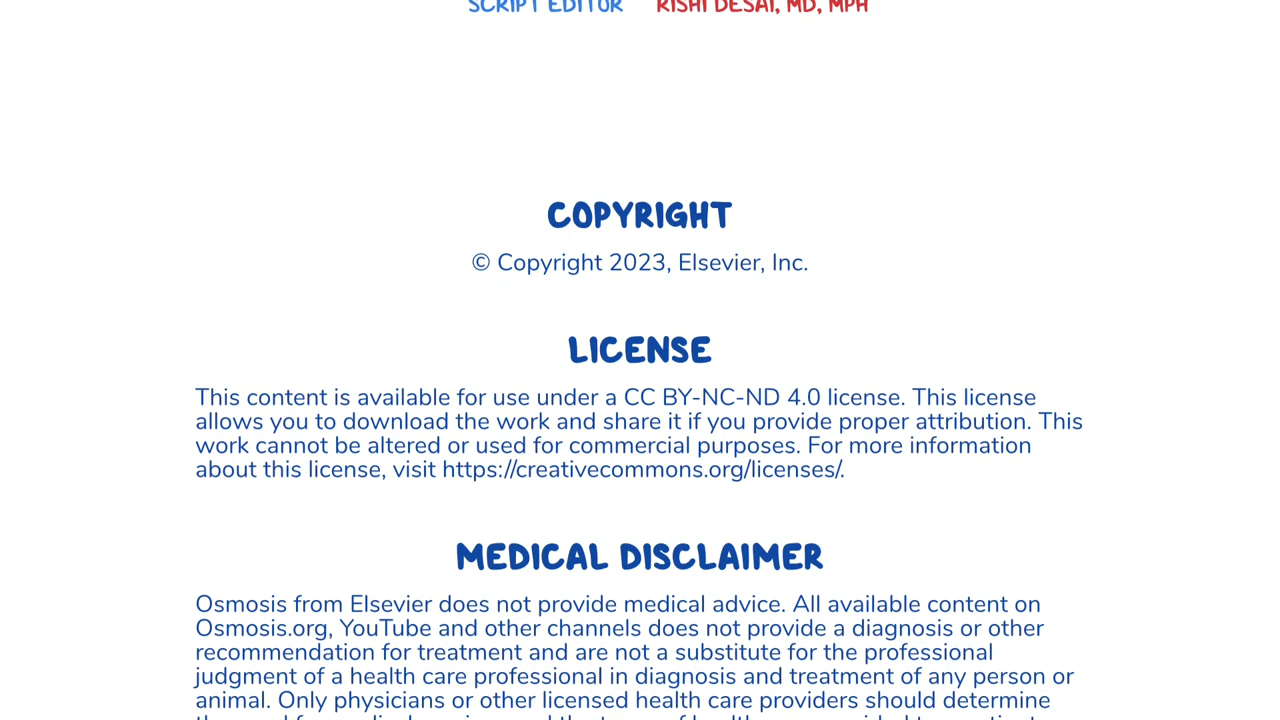 SCRIPT EDITOR RISHI DESAI, MD, MPH
COPYRIGHT
© Copyright 2023, Elsevier, Inc.
LICENSE
This content is available for use under a CC BY-NC-ND 4.0 license. This license
allows you to download the work and share it if you provide proper attribution. This
work cannot be altered or used for commercial purposes. For more information
about this license, visit https://creativecommons.org/licenses/.
MEDICAL DISCLAIMER
Osmosis from Elsevier does not provide medical advice. All available content on
Osmosis.org, YouTube and other channels does not provide a diagnosis or other
recommendation for treatment and are not a substitute for the professional
judgment of a health care professional in diagnosis and treatment of any person or
animal. Only physicians or other licensed health care providers should determine